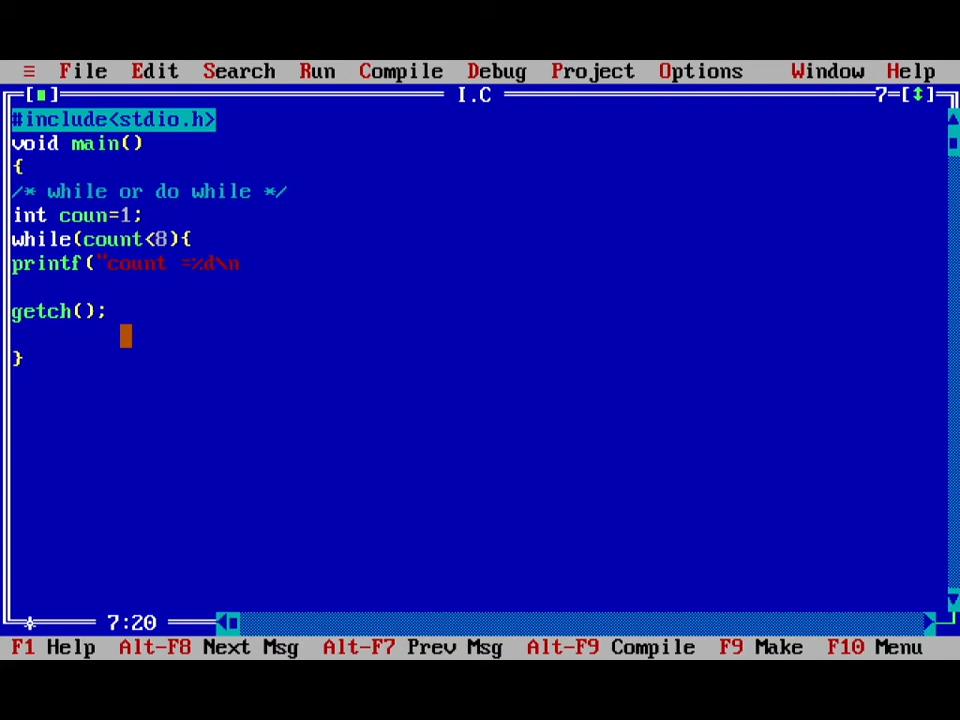 ≡ File Edit Search Run Compile Debug Project Options Window Help
[■] I.C 7=[↕]
#include<stdio.h>
void main()
{
/* while or do while */
int coun=1;
while(count<8){
printf("count =%d\n
getch();
}
7:20
F1 Help Alt-F8 Next Msg Alt-F7 Prev Msg Alt-F9 Compile F9 Make F10 Menu